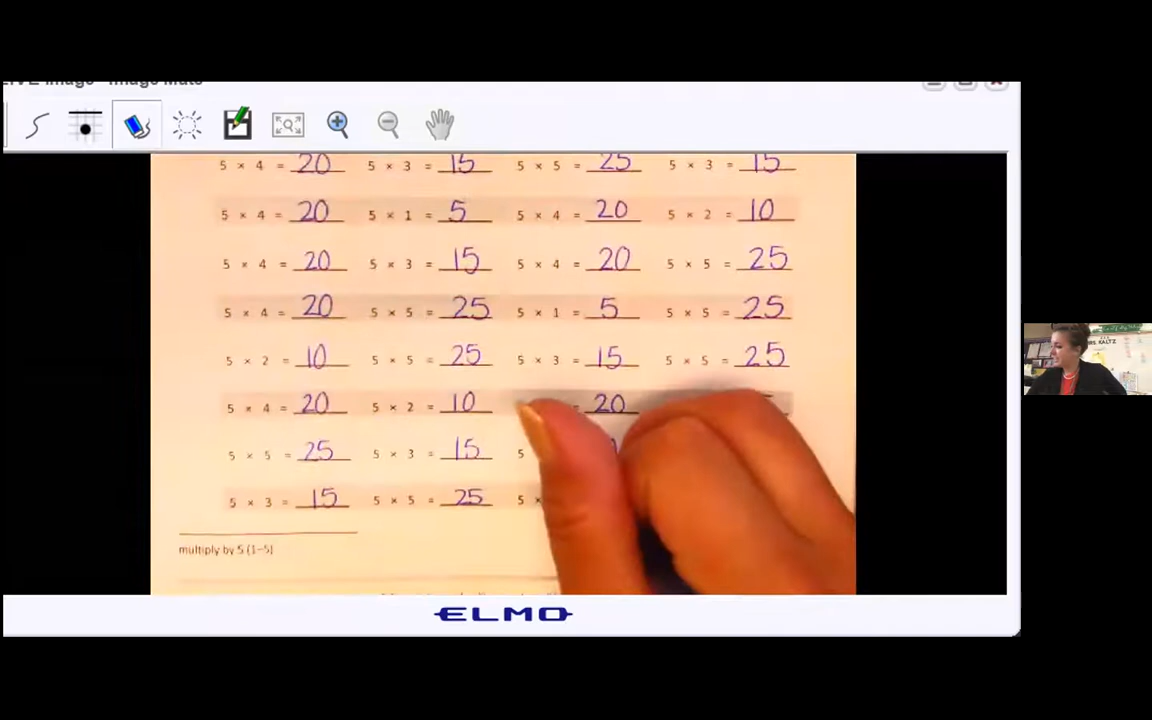 5 × 4 = 20 5 × 3 = 15 5 × 5 = 25 5 × 3 = 15
5 × 4 = 20 5 × 1 = 5 5 × 4 = 20 5 × 2 = 10
5 × 4 = 20 5 × 3 = 15 5 × 4 = 20 5 × 5 = 25
5 × 4 = 20 5 × 5 = 25 5 × 1 = 5 5 × 5 = 25
5 × 2 = 10 5 × 5 = 25 5 × 3 = 15 5 × 5 = 25
5 × 4 = 20 5 × 2 = 10 = 20
5 × 5 = 25 5 × 3 = 15 5
5 × 3 = 15 5 × 5 = 25 5 ×
multiply by 5 (1–5)
ELMO